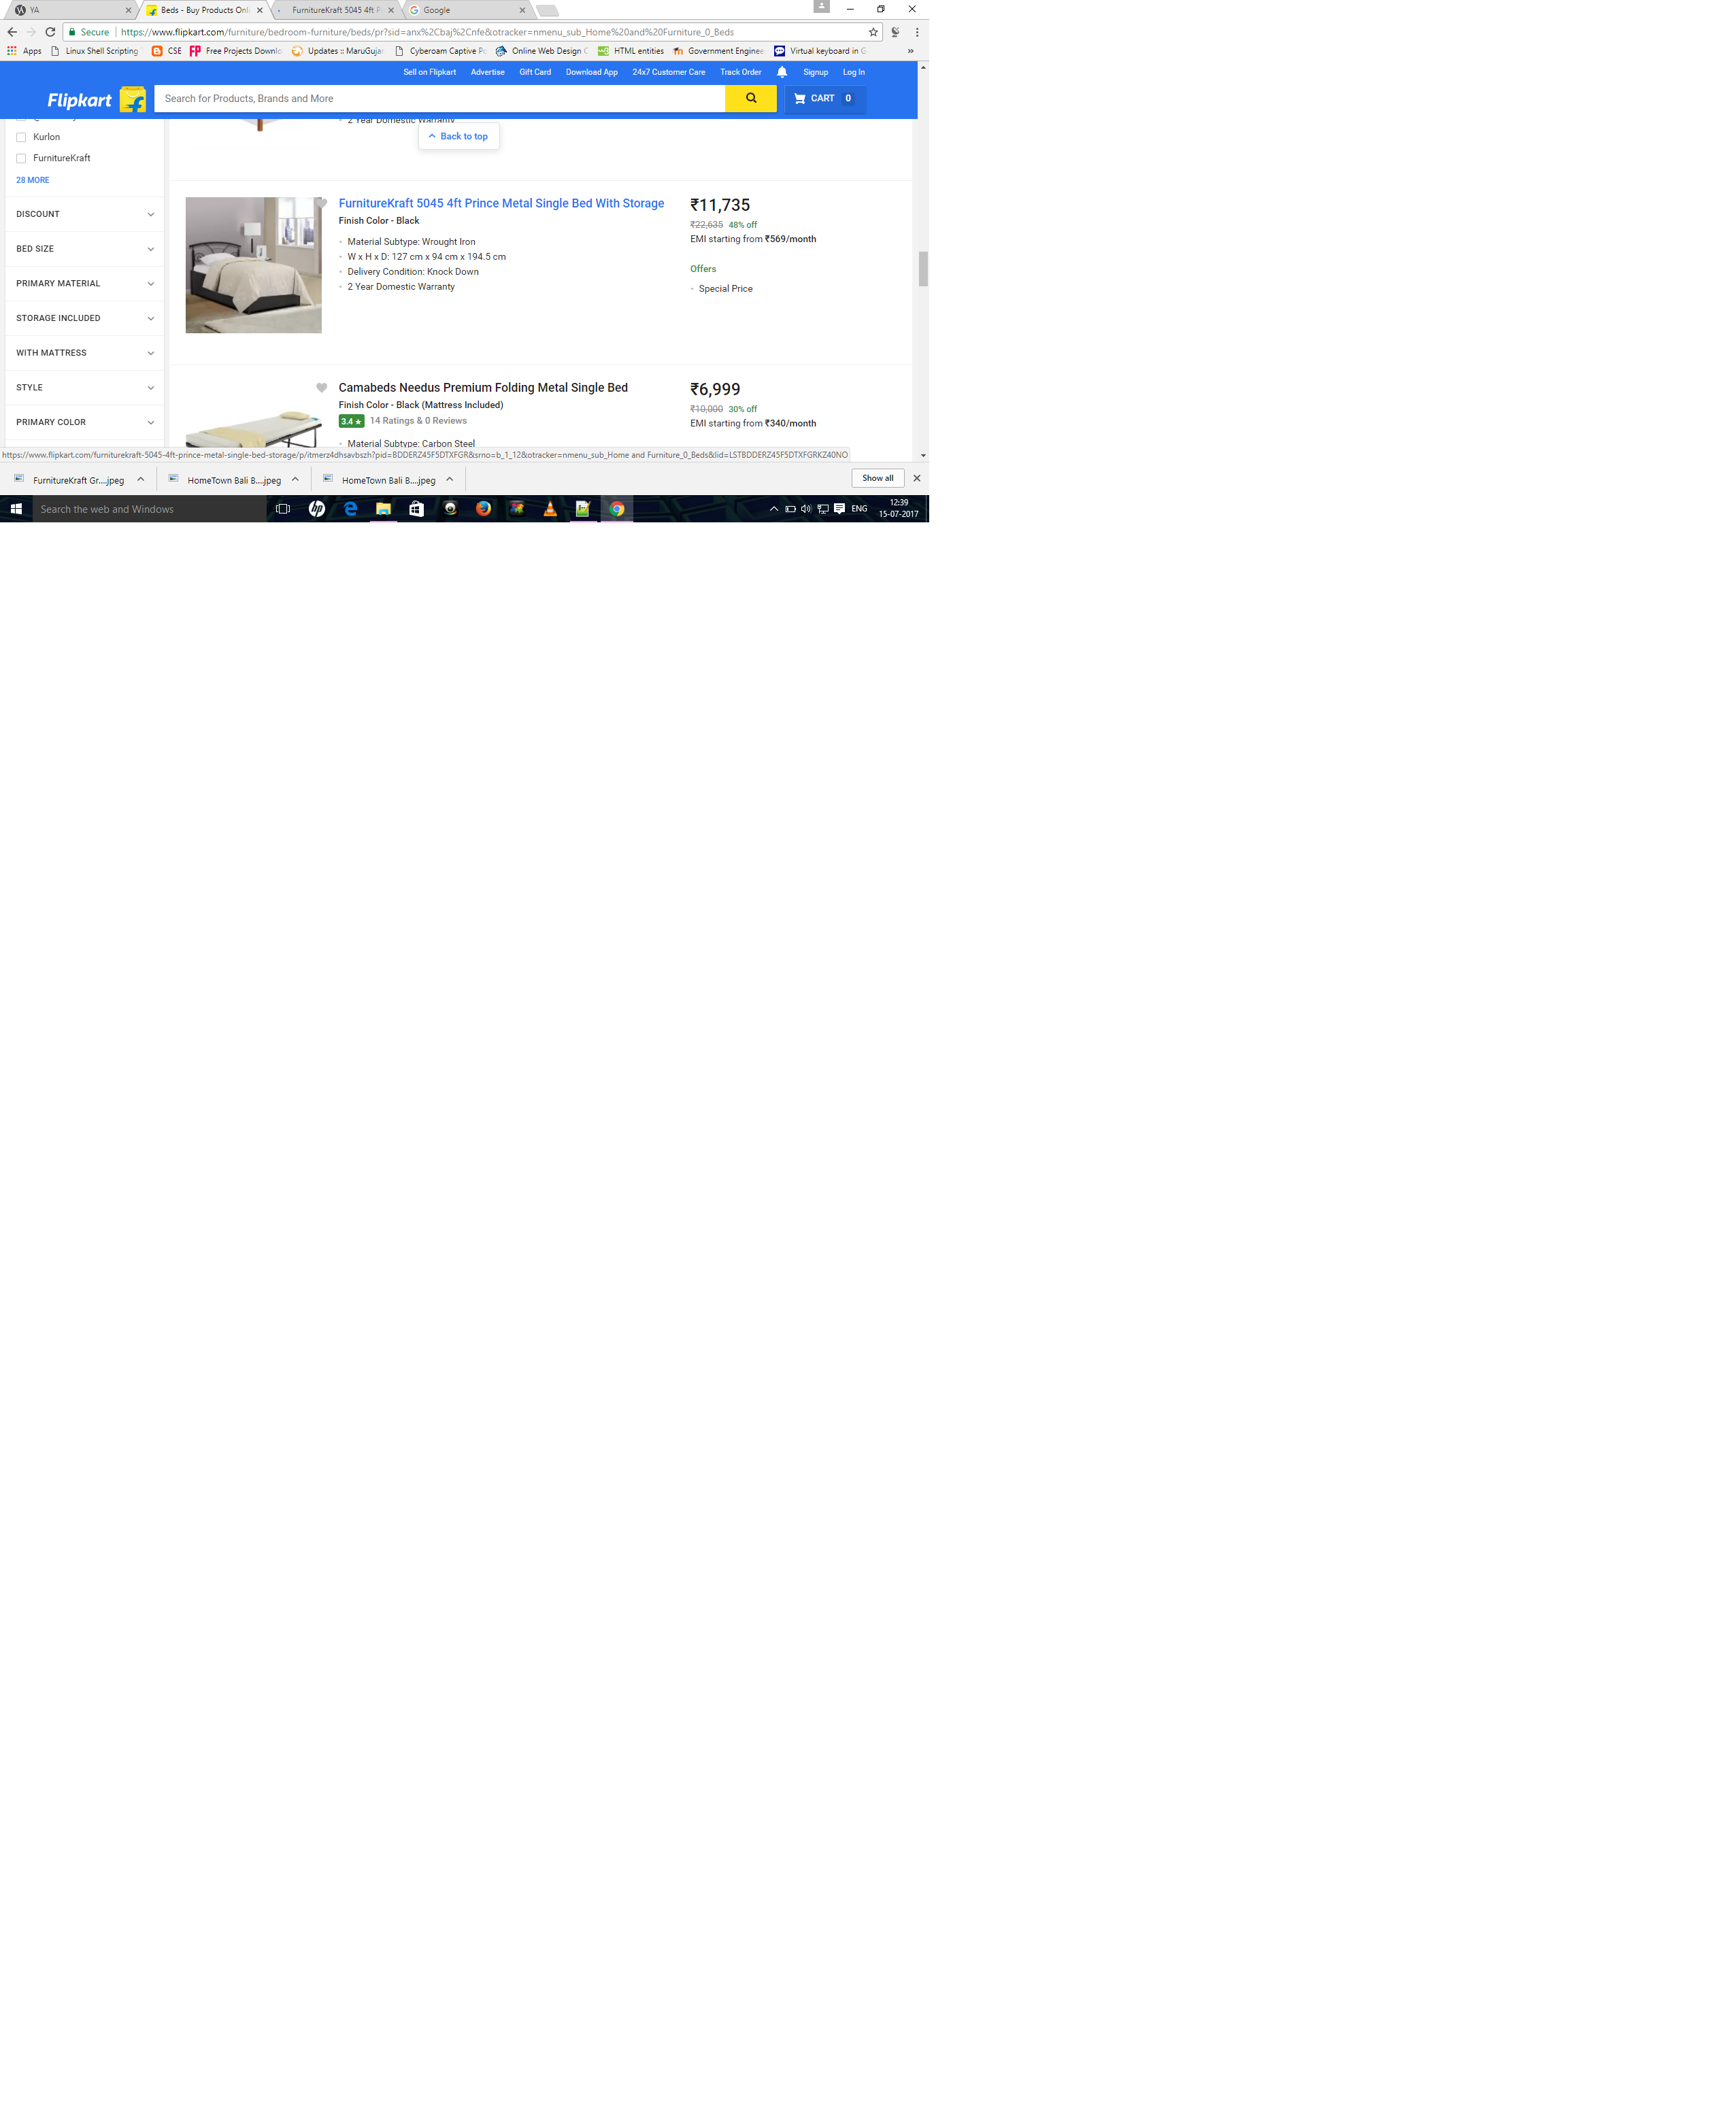 YA
Beds - Buy Products Onli
FurnitureKraft 5045 4ft P
Google
Secure
https://www.flipkart.com/furniture/bedroom-furniture/beds/pr?sid=anx%2Cbaj%2Cnfe&otracker=nmenu_sub_Home%20and%20Furniture_0_Beds
Apps
Linux Shell Scripting
CSE
Free Projects Downlo
Updates :: MaruGujar
Cyberoam Captive Po
Online Web Design C
HTML entities
Government Enginee
Virtual keyboard in G
»
Sell on Flipkart
Advertise
Gift Card
Download App
24x7 Customer Care
Track Order
Signup
Log In
Flipkart
Search for Products, Brands and More
CART 0
2 Year Domestic Warranty
Back to top
Kurlon
FurnitureKraft
28 MORE
DISCOUNT
BED SIZE
PRIMARY MATERIAL
STORAGE INCLUDED
WITH MATTRESS
STYLE
PRIMARY COLOR
FurnitureKraft 5045 4ft Prince Metal Single Bed With Storage
Finish Color - Black
Material Subtype: Wrought Iron
W x H x D: 127 cm x 94 cm x 194.5 cm
Delivery Condition: Knock Down
2 Year Domestic Warranty
₹11,735
₹22,635 48% off
EMI starting from ₹569/month
Offers
Special Price
Camabeds Needus Premium Folding Metal Single Bed
Finish Color - Black (Mattress Included)
3.4 ★ 14 Ratings & 0 Reviews
Material Subtype: Carbon Steel
₹6,999
₹10,000 30% off
EMI starting from ₹340/month
https://www.flipkart.com/furniturekraft-5045-4ft-prince-metal-single-bed-storage/p/itmerz4dhsavbszh?pid=BDDERZ45F5DTXFGR&srno=b_1_12&otracker=nmenu_sub_Home and Furniture_0_Beds&lid=LSTBDDERZ45F5DTXFGRKZ40NO
FurnitureKraft Gr....jpeg
HomeTown Bali B....jpeg
HomeTown Bali B....jpeg
Show all
Search the web and Windows
hp
ENG
12:39
15-07-2017